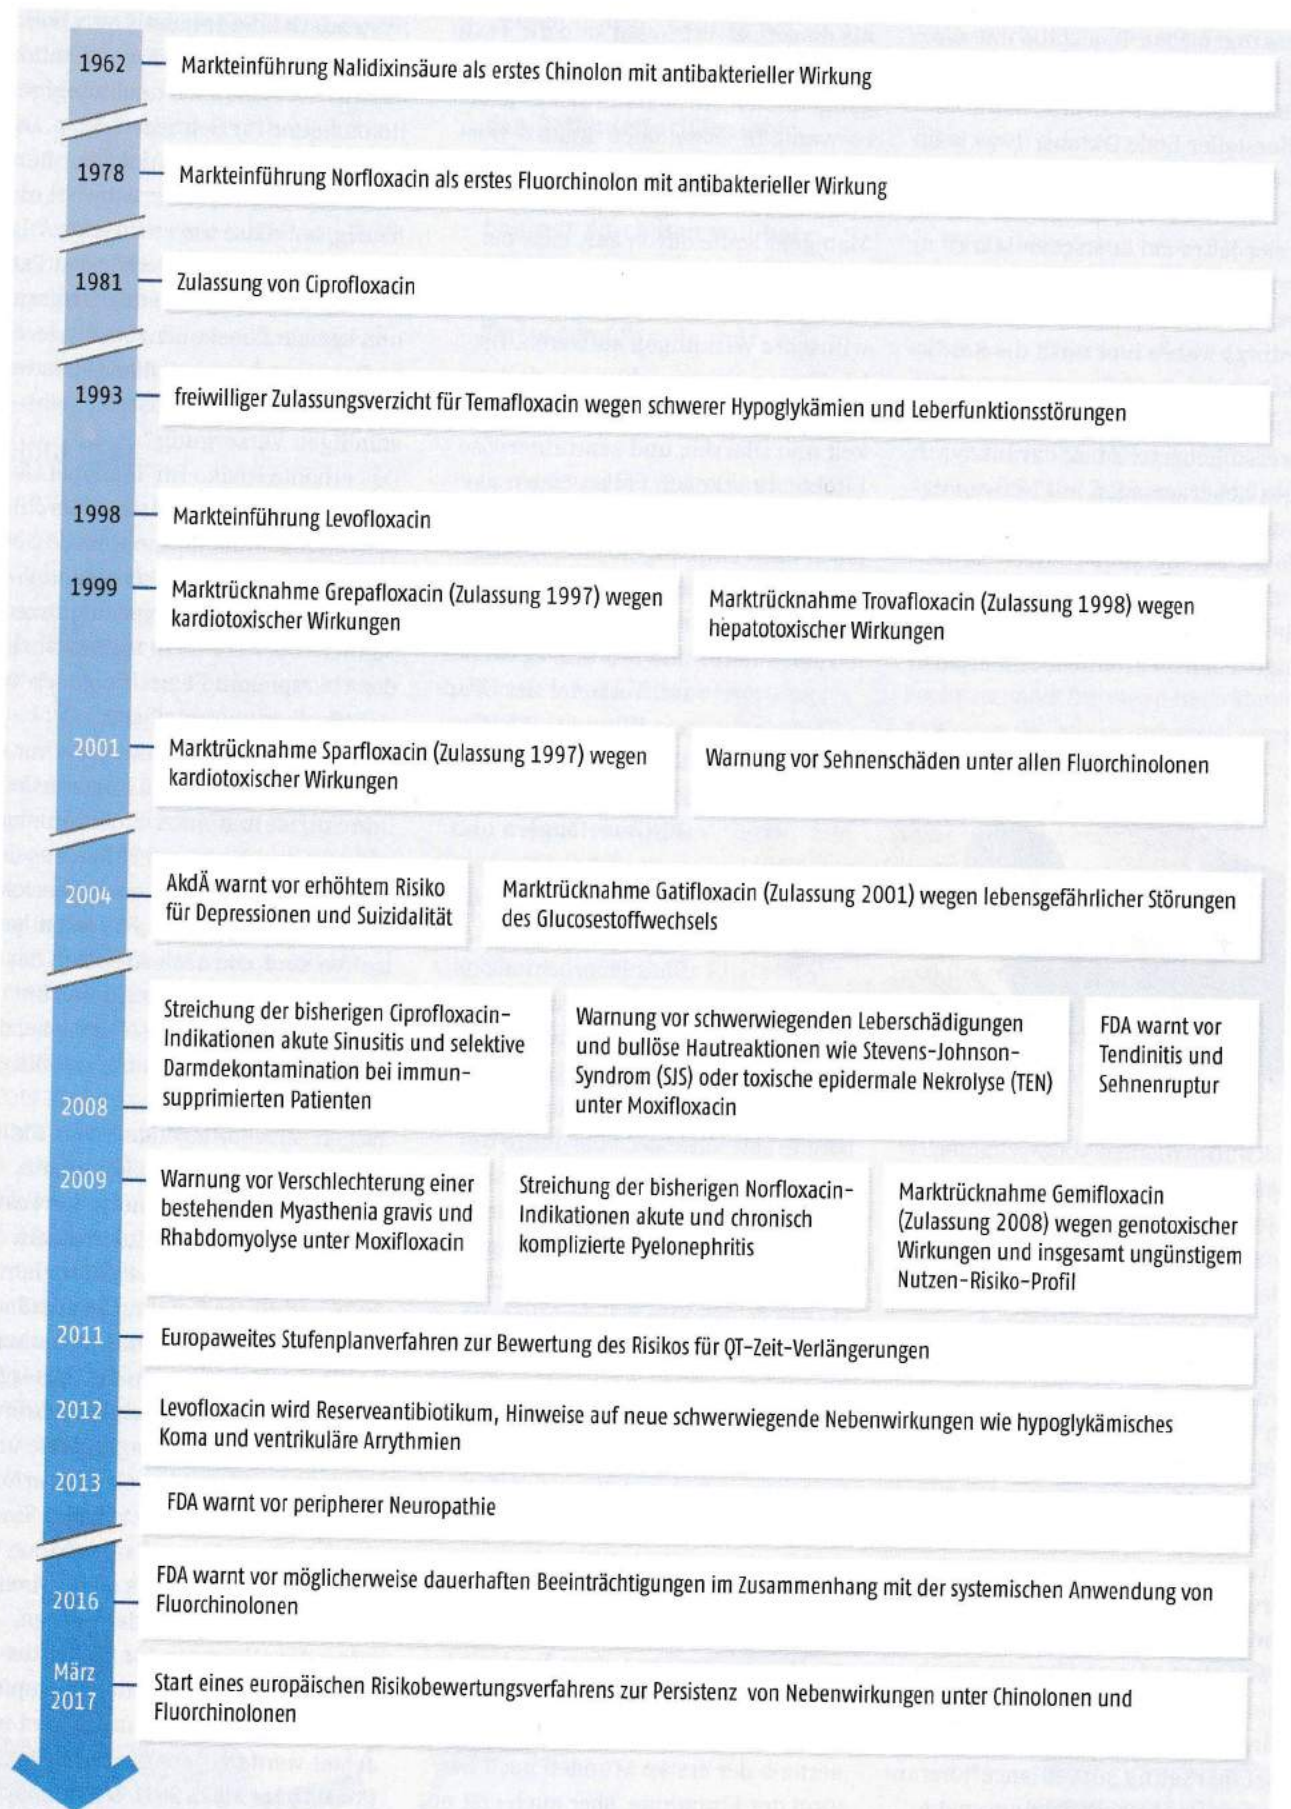 1962
Markteinführung Nalidixinsäure als erstes Chinolon mit antibakterieller Wirkung
1978
Markteinführung Norfloxacin als erstes Fluorchinolon mit antibakterieller Wirkung
1981
Zulassung von Ciprofloxacin
1993
freiwilliger Zulassungsverzicht für Temafloxacin wegen schwerer Hypoglykämien und Leberfunktionsstörungen
1998
Markteinführung Levofloxacin
1999
Marktrücknahme Grepafloxacin (Zulassung 1997) wegen
kardiotoxischer Wirkungen
Marktrücknahme Trovafloxacin (Zulassung 1998) wegen
hepatotoxischer Wirkungen
2001
Marktrücknahme Sparfloxacin (Zulassung 1997) wegen
kardiotoxischer Wirkungen
Warnung vor Sehnenschäden unter allen Fluorchinolonen
2004
AkdÄ warnt vor erhöhtem Risiko
für Depressionen und Suizidalität
Marktrücknahme Gatifloxacin (Zulassung 2001) wegen lebensgefährlicher Störungen
des Glucosestoffwechsels
2008
Streichung der bisherigen Ciprofloxacin-
Indikationen akute Sinusitis und selektive
Darmdekontamination bei immun-
supprimierten Patienten
Warnung vor schwerwiegenden Leberschädigungen
und bullöse Hautreaktionen wie Stevens-Johnson-
Syndrom (SJS) oder toxische epidermale Nekrolyse (TEN)
unter Moxifloxacin
FDA warnt vor
Tendinitis und
Sehnenruptur
2009
Warnung vor Verschlechterung einer
bestehenden Myasthenia gravis und
Rhabdomyolyse unter Moxifloxacin
Streichung der bisherigen Norfloxacin-
Indikationen akute und chronisch
komplizierte Pyelonephritis
Marktrücknahme Gemifloxacin
(Zulassung 2008) wegen genotoxischer
Wirkungen und insgesamt ungünstigem
Nutzen-Risiko-Profil
2011
Europaweites Stufenplanverfahren zur Bewertung des Risikos für QT-Zeit-Verlängerungen
2012
Levofloxacin wird Reserveantibiotikum, Hinweise auf neue schwerwiegende Nebenwirkungen wie hypoglykämisches
Koma und ventrikuläre Arrythmien
2013
FDA warnt vor peripherer Neuropathie
2016
FDA warnt vor möglicherweise dauerhaften Beeinträchtigungen im Zusammenhang mit der systemischen Anwendung von
Fluorchinolonen
März
2017
Start eines europäischen Risikobewertungsverfahrens zur Persistenz von Nebenwirkungen unter Chinolonen und
Fluorchinolonen